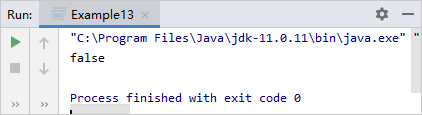 Run: Example13
"C:\Program Files\Java\jdk-11.0.11\bin\java.exe" "
false
Process finished with exit code 0